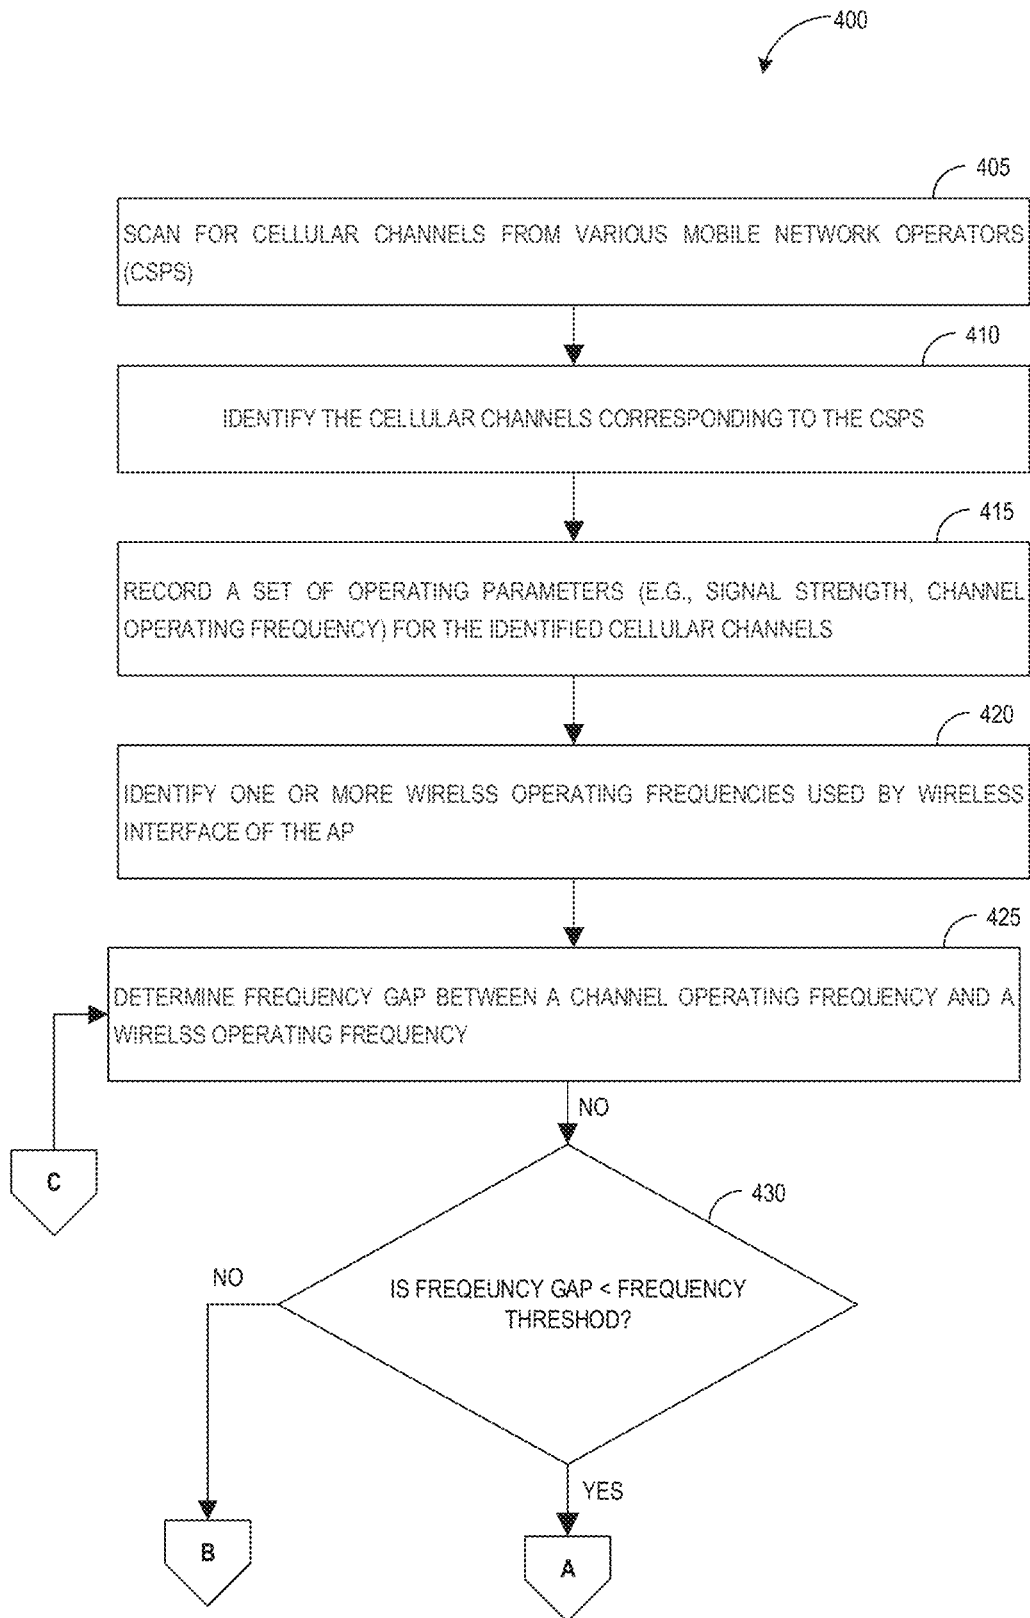 400
405
SCAN FOR CELLULAR CHANNELS FROM VARIOUS MOBILE NETWORK OPERATORS
(CSPS)
410
IDENTIFY THE CELLULAR CHANNELS CORRESPONDING TO THE CSPS
415
RECORD A SET OF OPERATING PARAMETERS (E.G., SIGNAL STRENGTH, CHANNEL
OPERATING FREQUENCY) FOR THE IDENTIFIED CELLULAR CHANNELS
420
IDENTIFY ONE OR MORE WIRELSS OPERATING FREQUENCIES USED BY WIRELESS
INTERFACE OF THE AP
425
DETERMINE FREQUENCY GAP BETWEEN A CHANNEL OPERATING FREQUENCY AND A
WIRELSS OPERATING FREQUENCY
NO
C
430
NO
IS FREQEUNCY GAP < FREQUENCY
THRESHOD?
YES
B
A